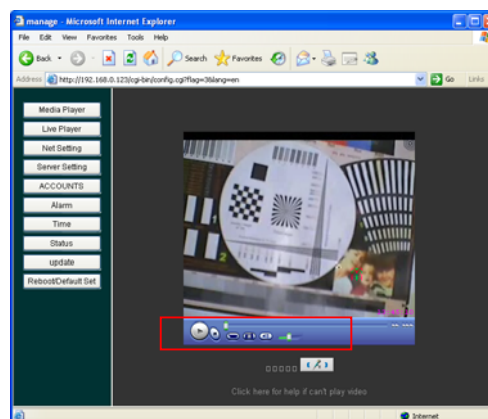 manage - Microsoft Internet Explorer
File Edit View Favorites Tools Help
Back Search Favorites
Address http://192.168.0.123/cgi-bin/config.cgi?flag=3&lang=en Go Links
Media Player
Live Player
Net Setting
Server Setting
ACCOUNTS
Alarm
Time
Status
update
Reboot/Default Set
1
2
Click here for help if can't play video
Internet